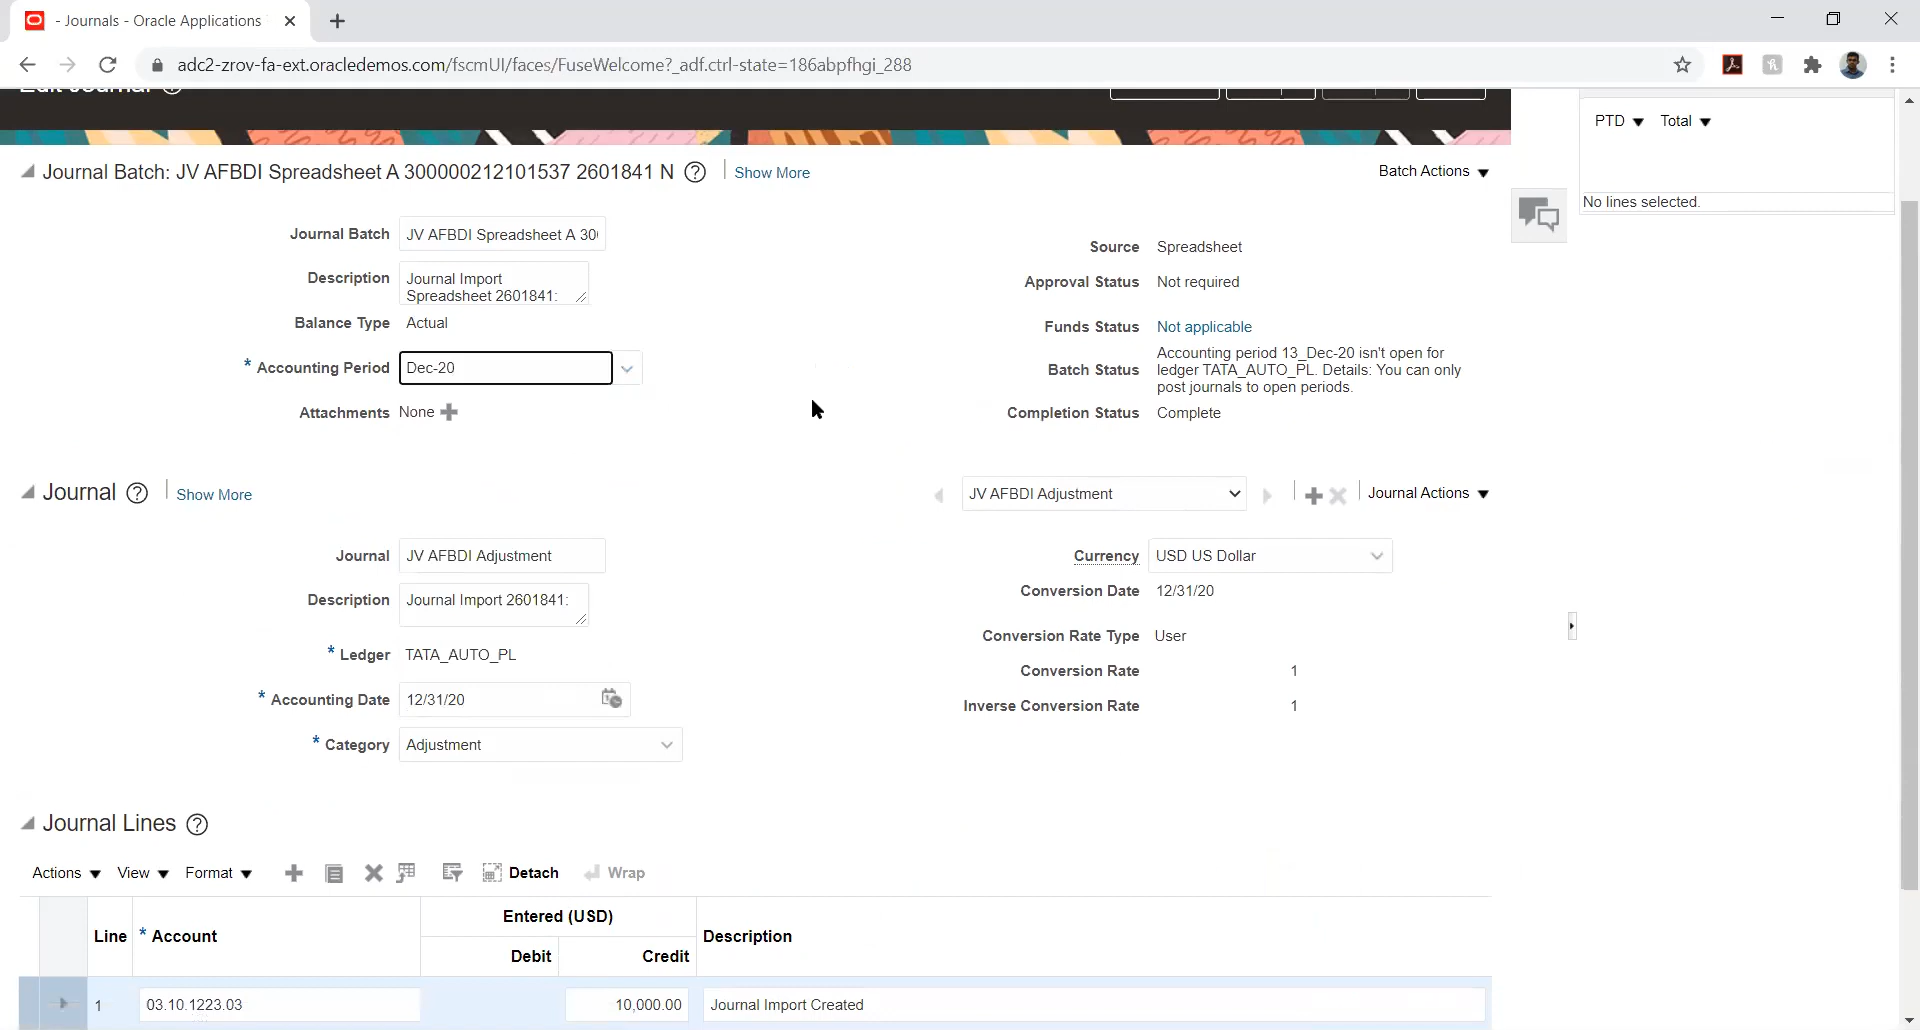 - Journals - Oracle Applications
adc2-zrov-fa-ext.oracledemos.com/fscmUI/faces/FuseWelcome?_adf.ctrl-state=186abpfhgi_288
Edit Journal
PTD Total
Journal Batch: JV AFBDI Spreadsheet A 300000212101537 2601841 N Show More
Batch Actions
No lines selected.
Journal Batch JV AFBDI Spreadsheet A 30
Source Spreadsheet
Description Journal Import
Spreadsheet 2601841:
Approval Status Not required
Balance Type Actual
Funds Status Not applicable
* Accounting Period Dec-20
Batch Status Accounting period 13_Dec-20 isn't open for
ledger TATA_AUTO_PL. Details: You can only
post journals to open periods.
Attachments None
Completion Status Complete
Journal Show More
JV AFBDI Adjustment
Journal Actions
Journal JV AFBDI Adjustment
Currency USD US Dollar
Description Journal Import 2601841:
Conversion Date 12/31/20
* Ledger TATA_AUTO_PL
Conversion Rate Type User
Conversion Rate 1
* Accounting Date 12/31/20
Inverse Conversion Rate 1
* Category Adjustment
Journal Lines
Actions View Format Detach Wrap
Line * Account Entered (USD) Description
Debit Credit
1 03.10.1223.03 10,000.00 Journal Import Created